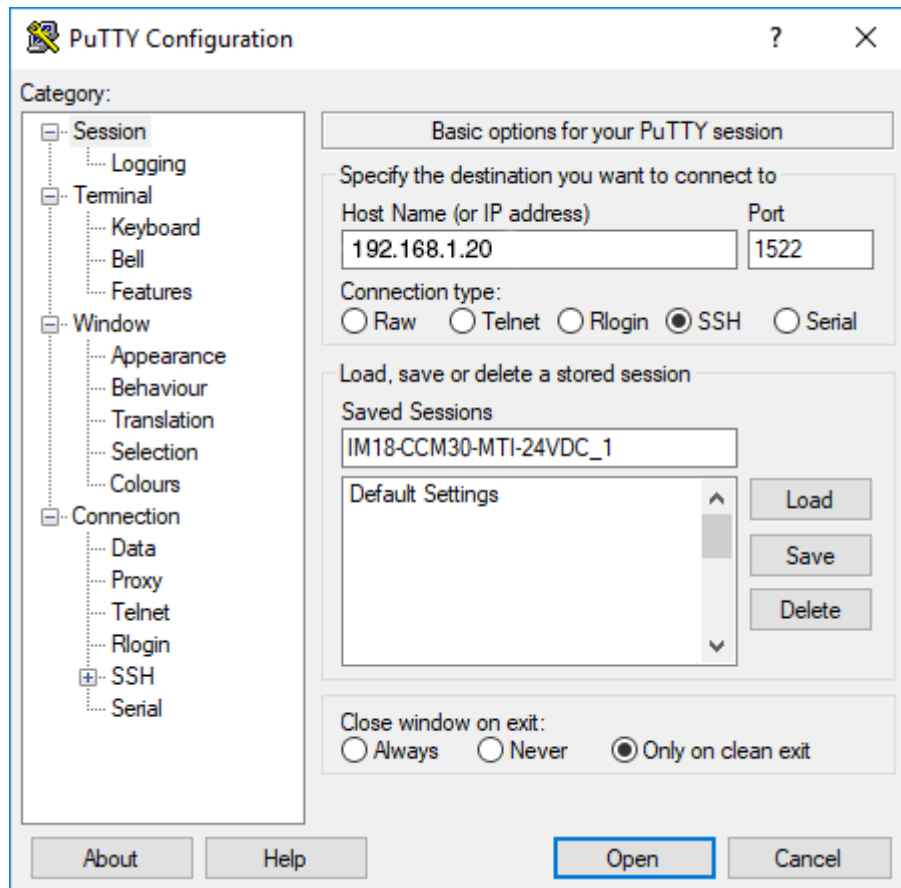 PuTTY Configuration
?
Category:
Session
Logging
Terminal
Keyboard
Bell
Features
Window
Appearance
Behaviour
Translation
Selection
Colours
Connection
Data
Proxy
Telnet
Rlogin
SSH
Serial
Basic options for your PuTTY session
Specify the destination you want to connect to
Host Name (or IP address) Port
192.168.1.20 1522
Connection type:
Raw Telnet Rlogin SSH Serial
Load, save or delete a stored session
Saved Sessions
IM18-CCM30-MTI-24VDC_1
Default Settings
Load
Save
Delete
Close window on exit:
Always Never Only on clean exit
About Help Open Cancel